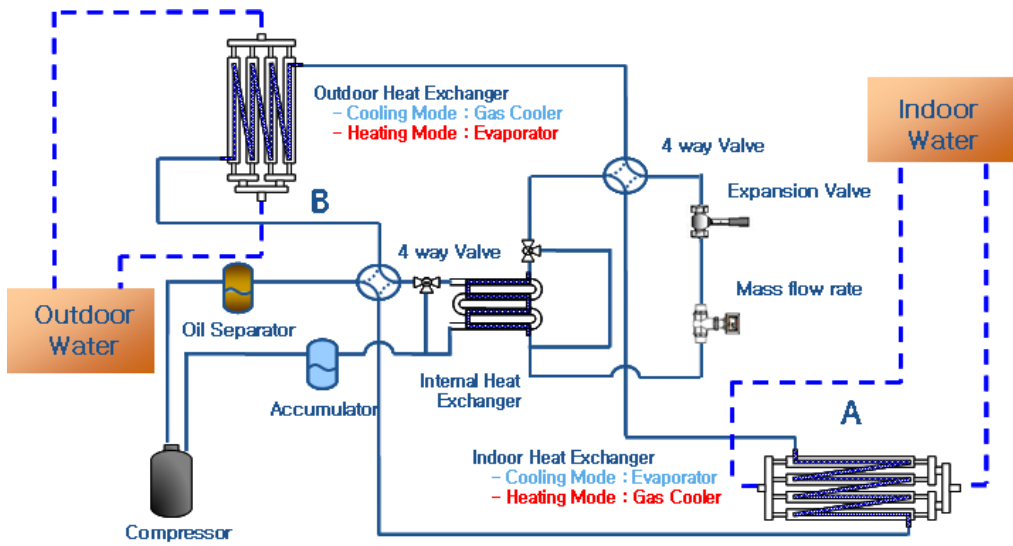 Outdoor Heat Exchanger
- Cooling Mode : Gas Cooler
- Heating Mode : Evaporator
Indoor
Water
4 way Valve
Expansion Valve
B
4 way Valve
Mass flow rate
Outdoor
Water
Oil Separator
Internal Heat
Exchanger
Accumulator
A
Indoor Heat Exchanger
- Cooling Mode : Evaporator
- Heating Mode : Gas Cooler
Compressor